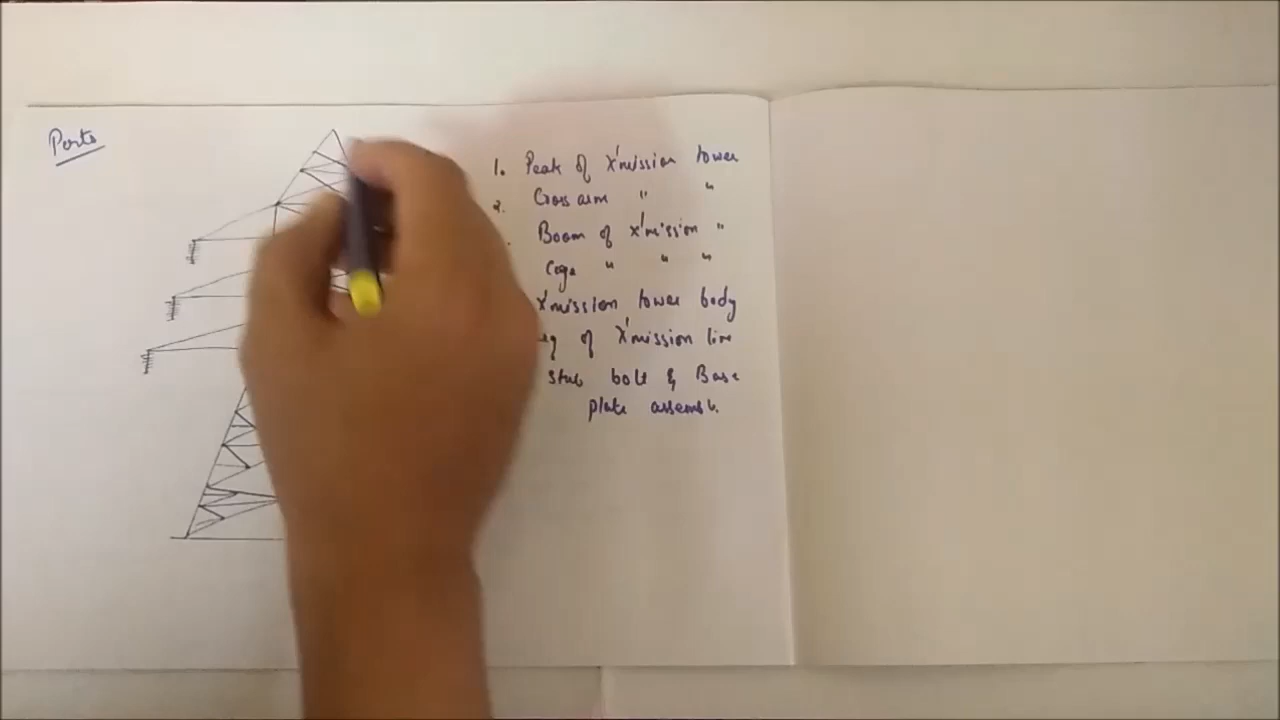 Parts
1. Peak of X'mission tower
2. Cross arm " "
Boom of X'mission "
Cage " " "
X'mission tower body
of X'mission line
stub bolt & Base
plate assemb.